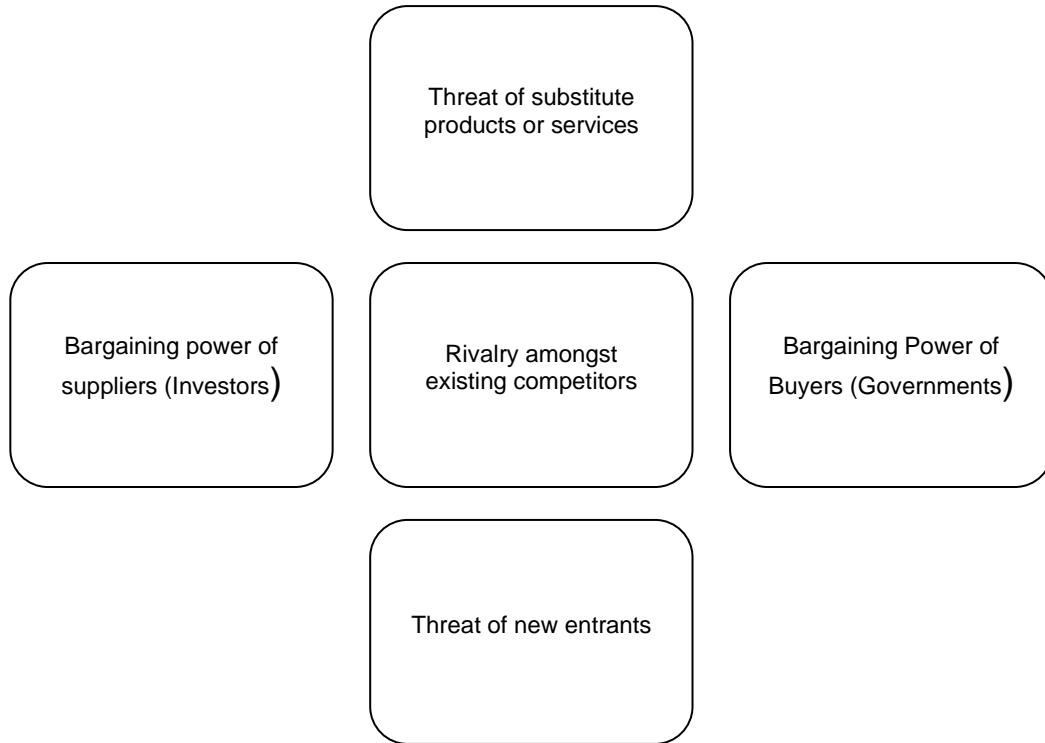 Threat of substitute
products or services
Bargaining power of
suppliers (Investors)
Rivalry amongst
existing competitors
Bargaining Power of
Buyers (Governments)
Threat of new entrants